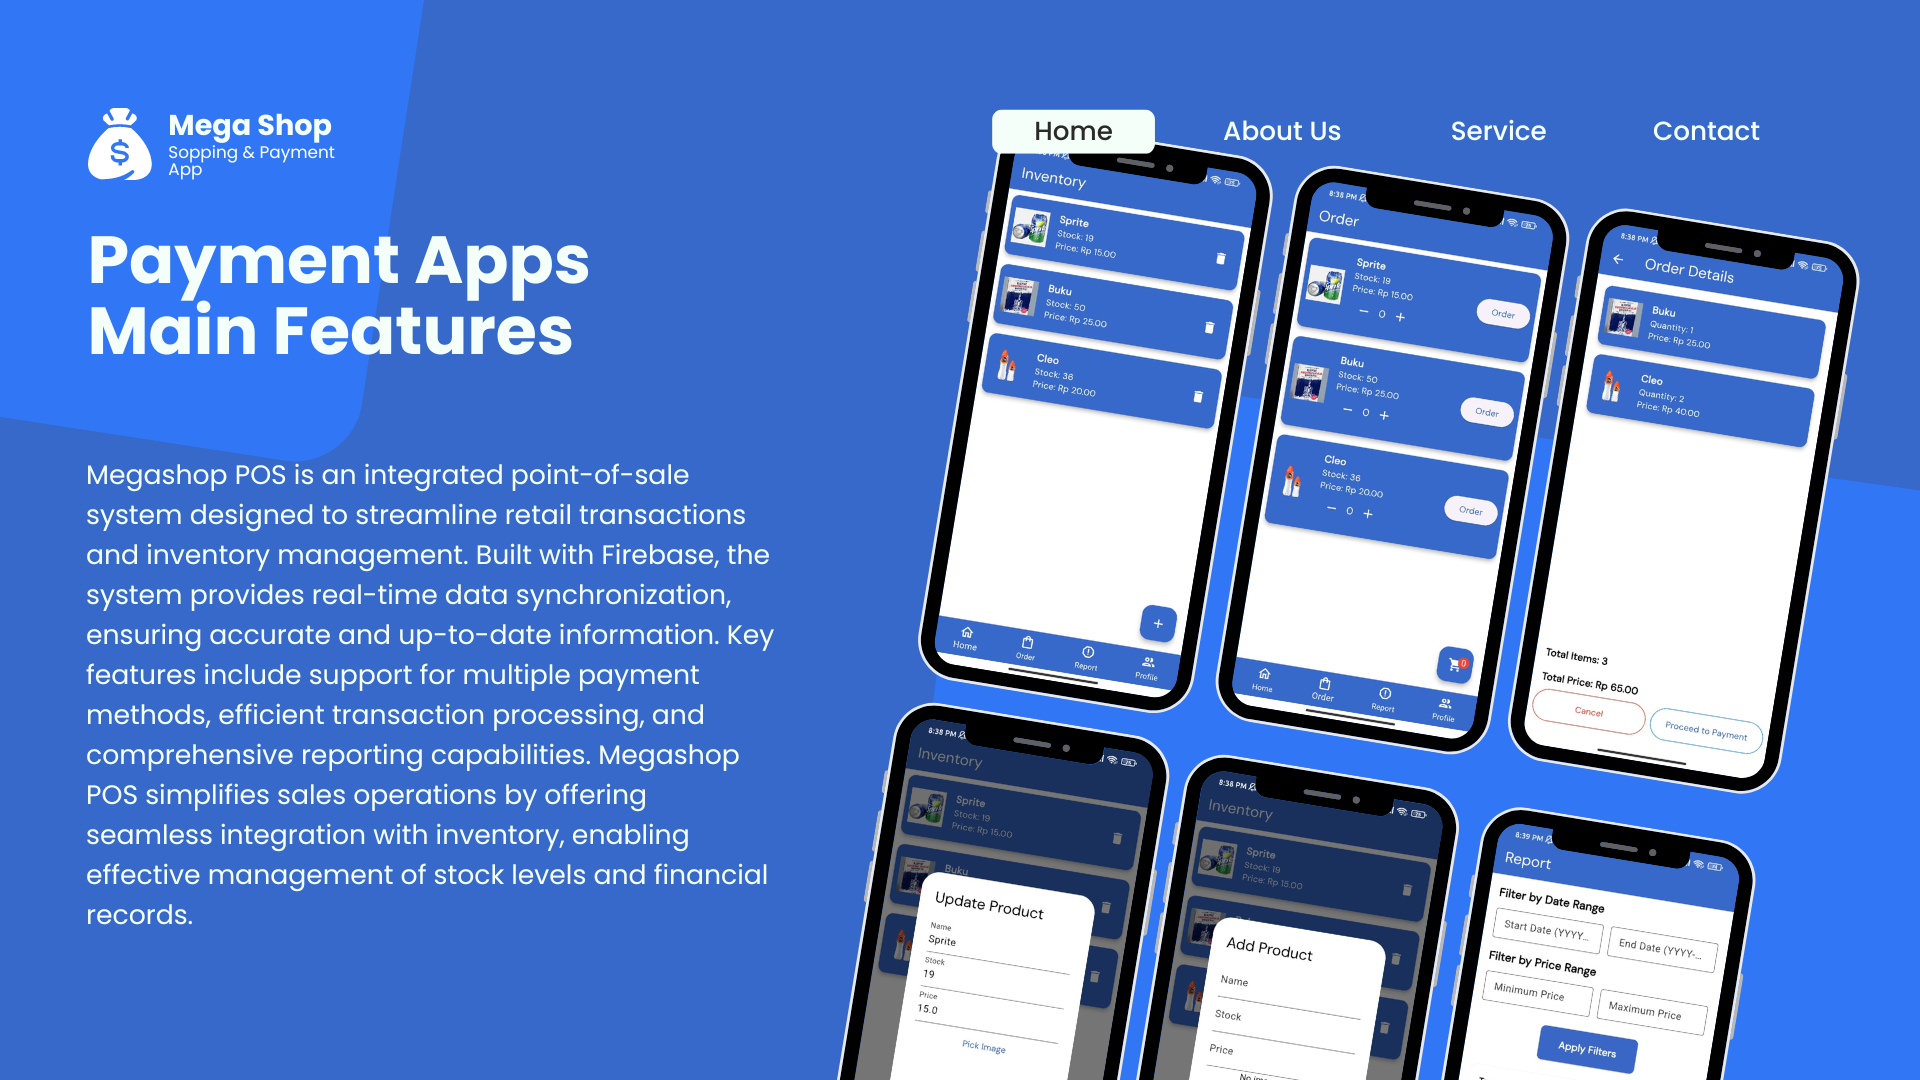 Mega Shop
Sopping & Payment
App
Home
About Us
Service
Contact
Payment Apps
Main Features
Megashop POS is an integrated point-of-sale
system designed to streamline retail transactions
and inventory management. Built with Firebase, the
system provides real-time data synchronization,
ensuring accurate and up-to-date information. Key
features include support for multiple payment
methods, efficient transaction processing, and
comprehensive reporting capabilities. Megashop
POS simplifies sales operations by offering
seamless integration with inventory, enabling
effective management of stock levels and financial
records.
Inventory
Sprite
Stock: 19
Price: Rp 15.00
Buku
Stock: 50
Price: Rp 25.00
Cleo
Stock: 36
Price: Rp 20.00
+
Home
Order
Report
Profile
8:38 PM
Order
Sprite
Stock: 19
Price: Rp 15.00
− 0 +
Order
Buku
Stock: 50
Price: Rp 25.00
− 0 +
Order
Cleo
Stock: 36
Price: Rp 20.00
− 0 +
Order
0
Home
Order
Report
Profile
8:38 PM
Order Details
Buku
Quantity: 1
Price: Rp 25.00
Cleo
Quantity: 2
Price: Rp 40.00
Total Items: 3
Total Price: Rp 65.00
Cancel
Proceed to Payment
8:38 PM
Inventory
Sprite
Stock: 19
Price: Rp 15.00
Buku
Update Product
Name
Sprite
Stock
19
Price
15.0
Pick Image
8:38 PM
Inventory
Sprite
Stock: 19
Price: Rp 15.00
Add Product
Name
Stock
Price
8:39 PM
Report
Filter by Date Range
Start Date (YYYY...
End Date (YYYY-...
Filter by Price Range
Minimum Price
Maximum Price
Apply Filters